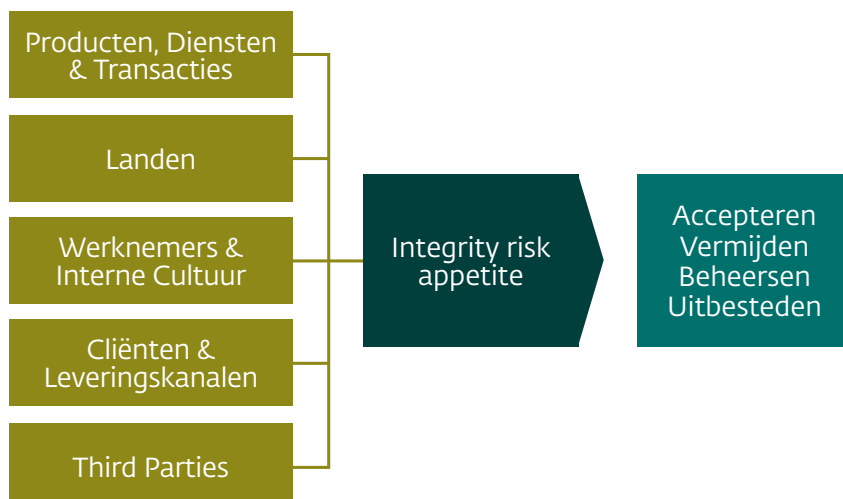 Producten, Diensten
& Transacties
Landen
Werknemers &
Interne Cultuur
Cliënten &
Leveringskanalen
Third Parties
Integrity risk
appetite
Accepteren
Vermijden
Beheersen
Uitbesteden